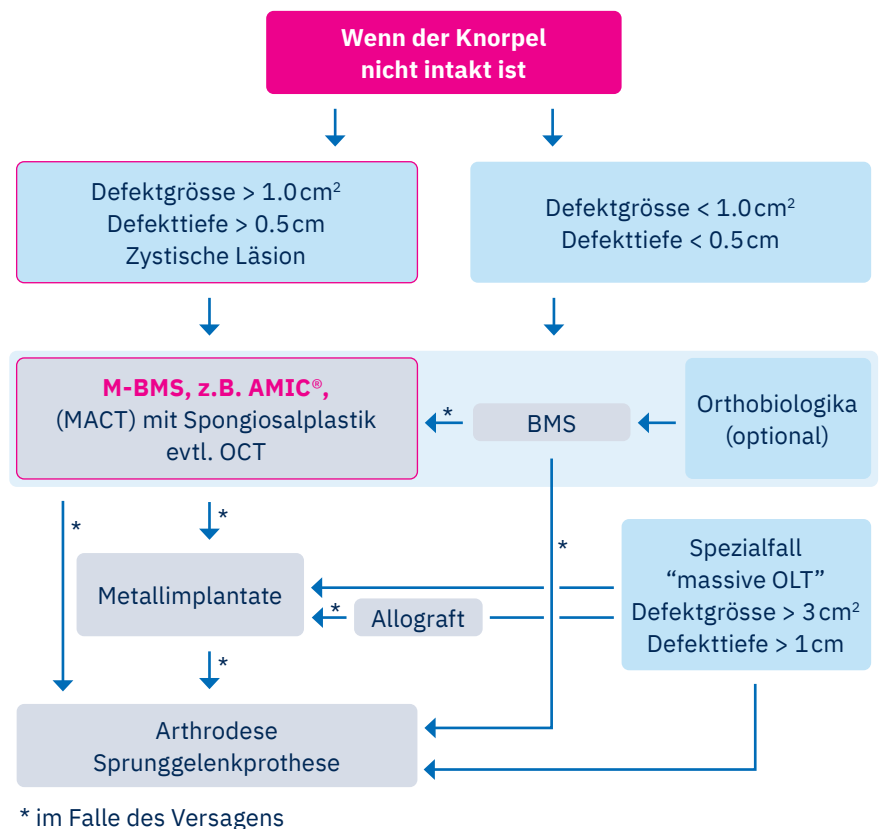 Wenn der Knorpel
nicht intakt ist
Defektgrösse > 1.0 cm²
Defekttiefe > 0.5 cm
Zystische Läsion
Defektgrösse < 1.0 cm²
Defekttiefe < 0.5 cm
M-BMS, z.B. AMIC®,
(MACT) mit Spongiosalplastik
evtl. OCT
*
BMS
Orthobiologika
(optional)
*
*
*
Metallimplantate
*
Allograft
Spezialfall
“massive OLT”
Defektgrösse > 3 cm²
Defekttiefe > 1 cm
*
Arthrodese
Sprunggelenkprothese
* im Falle des Versagens